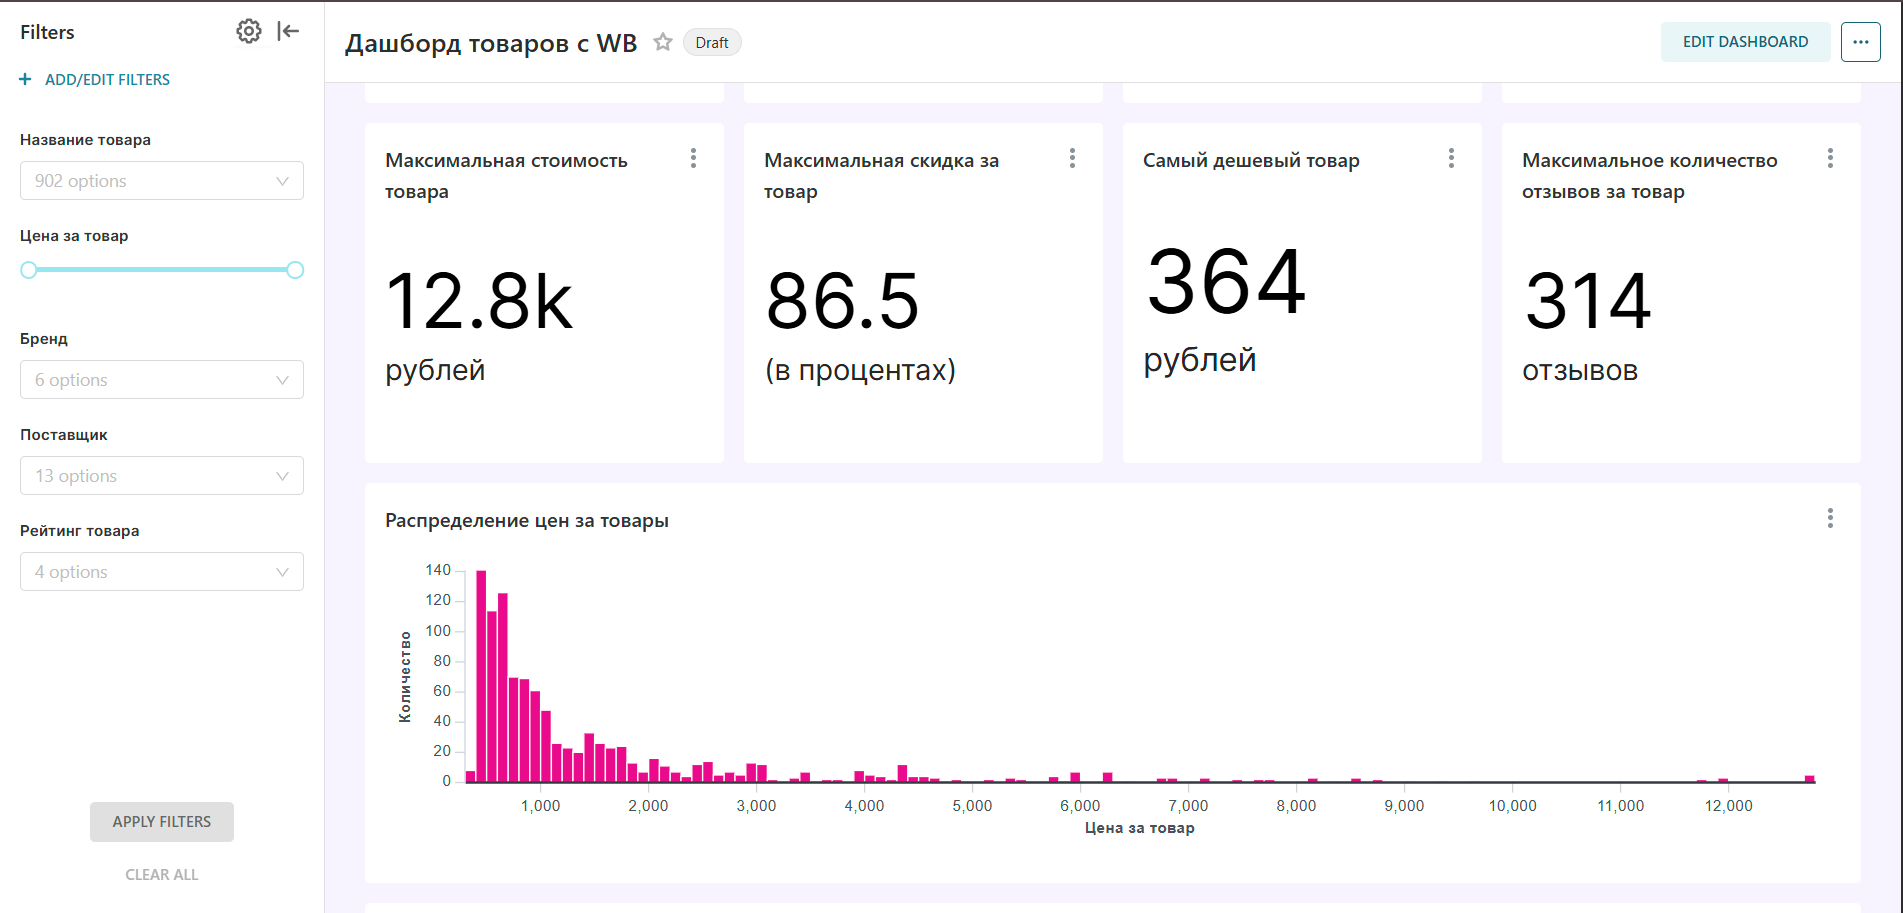 Filters
ADD/EDIT FILTERS
Название товара
902 options
Цена за товар
Бренд
6 options
Поставщик
13 options
Рейтинг товара
4 options
APPLY FILTERS
CLEAR ALL
Дашборд товаров с WB
Draft
EDIT DASHBOARD
Максимальная стоимость
товара
12.8k
рублей
Максимальная скидка за
товар
86.5
(в процентах)
Самый дешевый товар
364
рублей
Максимальное количество
отзывов за товар
314
отзывов
Распределение цен за товары
Количество
140
120
100
80
60
40
20
0
1,000 2,000 3,000 4,000 5,000 6,000 7,000 8,000 9,000 10,000 11,000 12,000
Цена за товар